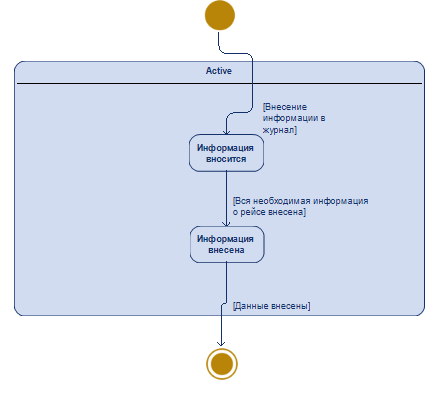 Active
[Внесение
информации в
журнал]
Информация
вносится
[Вся необходимая информация
о рейсе внесена]
Информация
внесена
[Данные внесены]